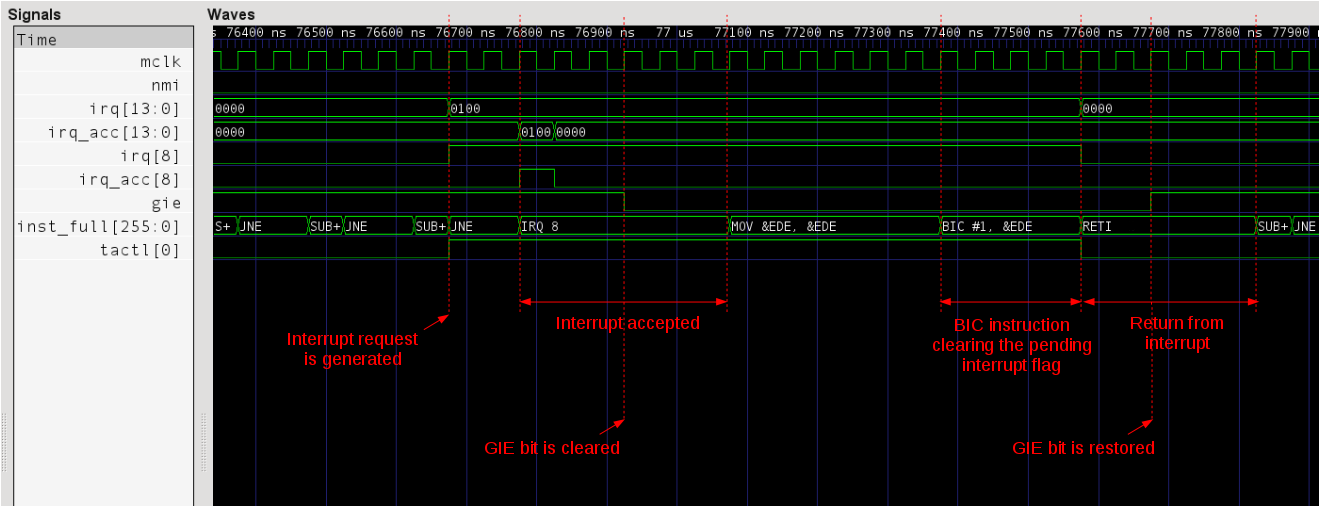 Signals
Waves
Time
s 76400 ns 76500 ns 76600 ns 76700 ns 76800 ns 76900 ns 77 us 77100 ns 77200 ns 77300 ns 77400 ns 77500 ns 77600 ns 77700 ns 77800 ns 77900 n
mclk
nmi
irq[13:0] 0000 0100 0000
irq_acc[13:0] 0000 0100 0000
irq[8]
irq_acc[8]
gie
inst_full[255:0] S+ JNE SUB+ JNE SUB+ JNE IRQ 8 MOV &EDE, &EDE BIC #1, &EDE RETI SUB+ JNE
tactl[0]
Interrupt request
is generated
Interrupt accepted
BIC instruction
clearing the pending
interrupt flag
Return from
interrupt
GIE bit is cleared
GIE bit is restored